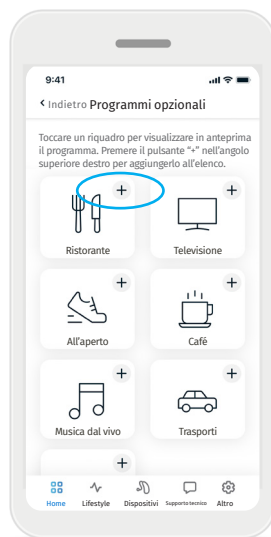 9:41
Indietro Programmi opzionali
Toccare un riquadro per visualizzare in anteprima
il programma. Premere il pulsante “+” nell’angolo
superiore destro per aggiungerlo all’elenco.
+ +
Ristorante Televisione
+ +
All’aperto Café
+ +
Musica dal vivo Trasporti
+
Home Lifestyle Dispositivi Supporto tecnico Altro